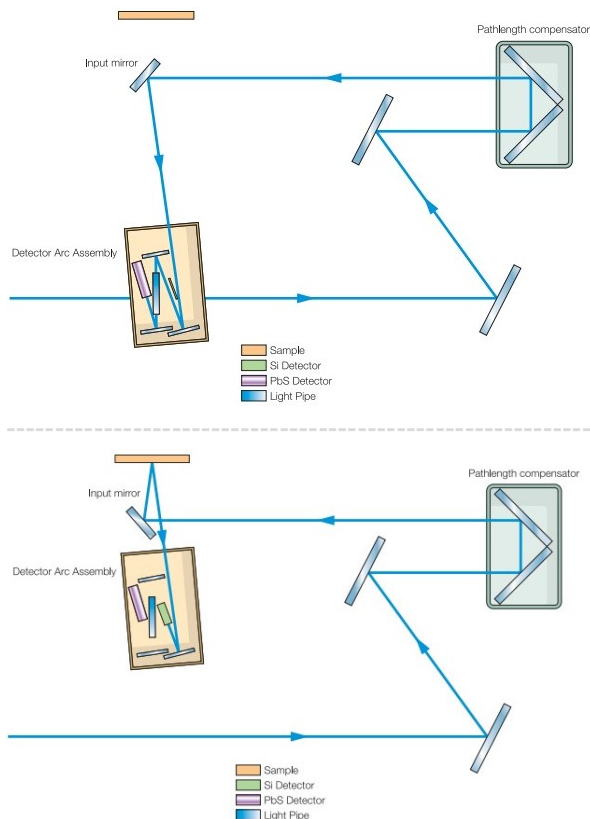 Pathlength compensator
Input mirror
Detector Arc Assembly
Sample
Si Detector
PbS Detector
Light Pipe
Pathlength compensator
Input mirror
Detector Arc Assembly
Sample
Si Detector
PbS Detector
Light Pipe